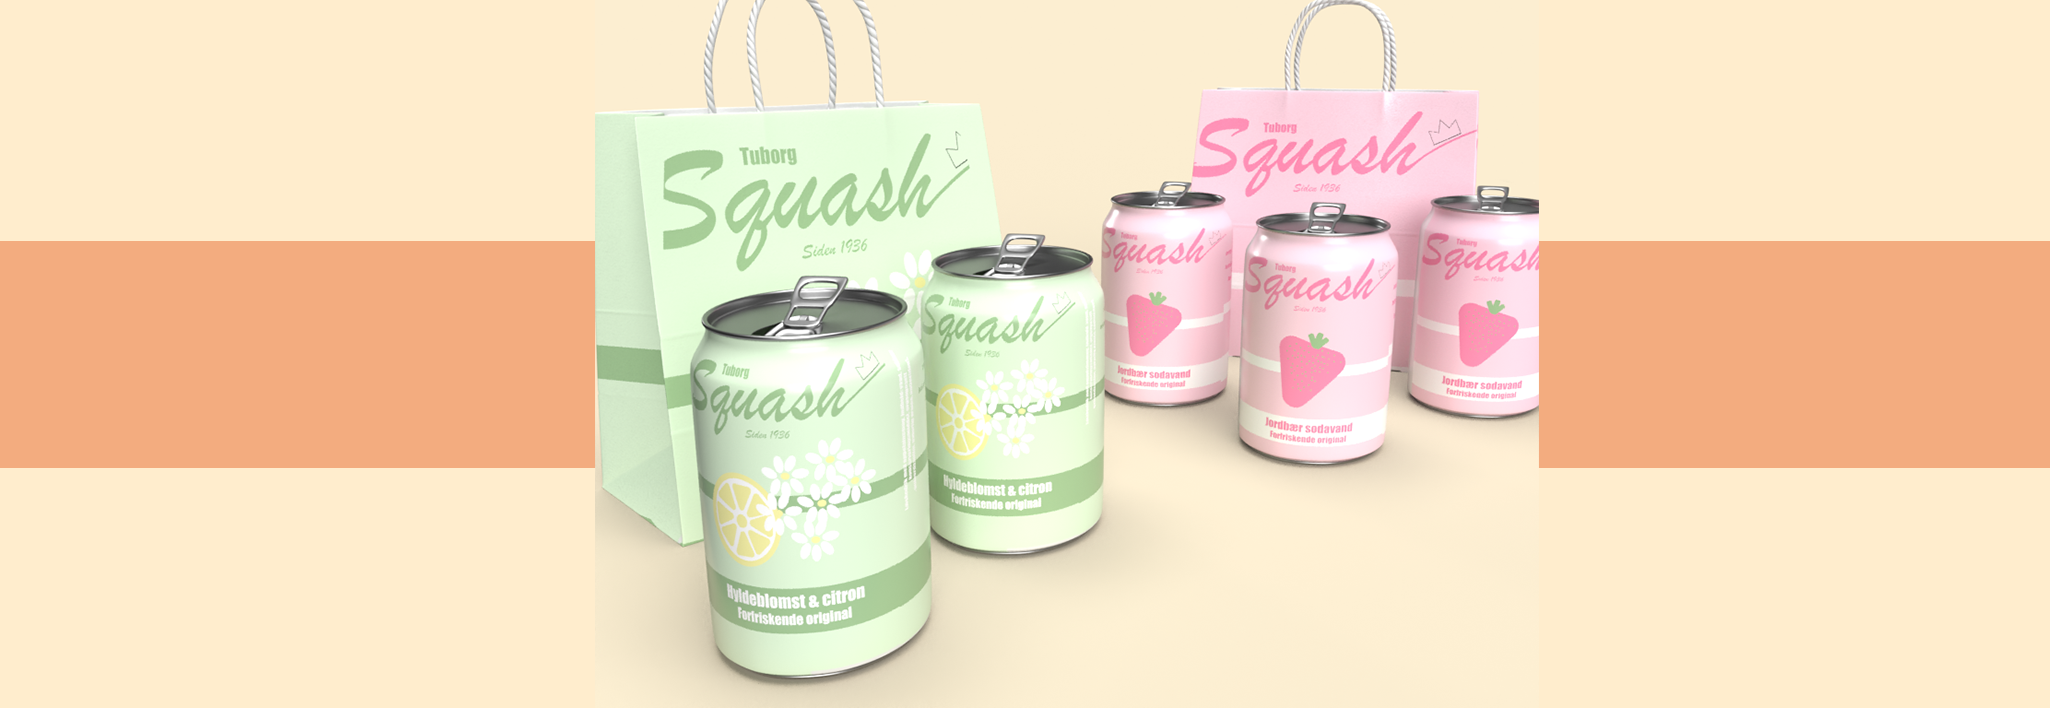 Tuborg
Squash
Siden 1936
Tuborg
Squash
Siden 1936
Tuborg
Squash
Siden 1936
Hyldeblomst & citron
Forfriskende original
Tuborg
Squash
Siden 1936
Hyldeblomst & citron
Forfriskende original
Tuborg
Squash
Siden 1936
Jordbær sodavand
Forfriskende original
Tuborg
Squash
Siden 1936
Jordbær sodavand
Forfriskende original
Tuborg
Squash
Siden 1936
Jordbær sodavand
Forfriskende original